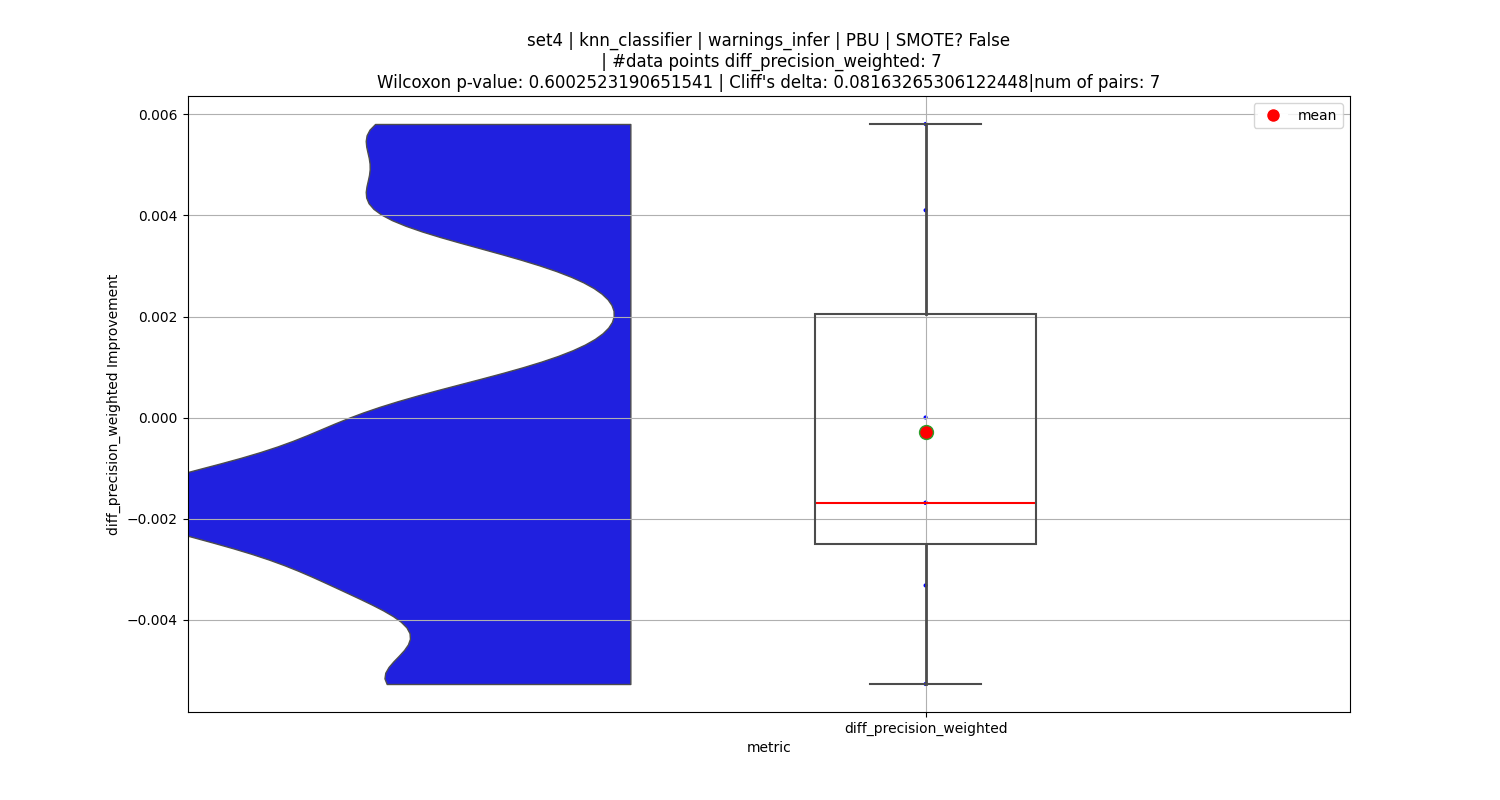 set4 | knn_classifier | warnings_infer | PBU | SMOTE? False
| #data points diff_precision_weighted: 7
Wilcoxon p-value: 0.6002523190651541 | Cliff's delta: 0.08163265306122448|num of pairs: 7
mean
0.006
0.004
0.002
0.000
−0.002
−0.004
diff_precision_weighted Improvement
diff_precision_weighted
metric